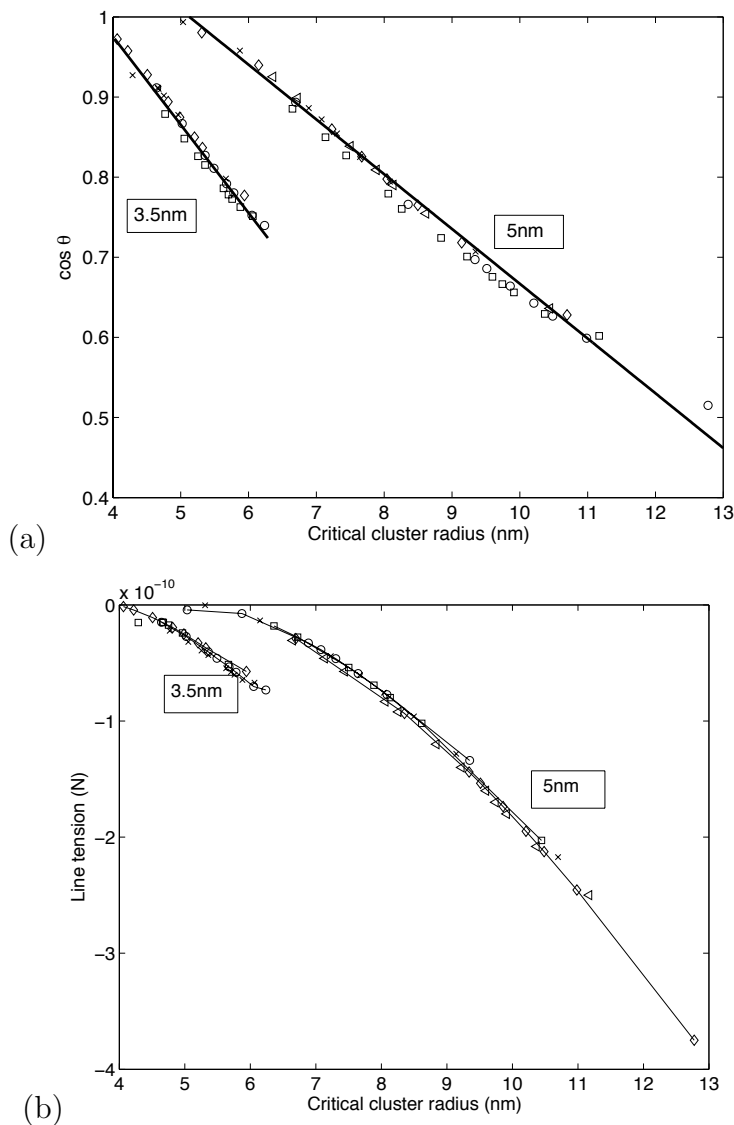 1
0.9
0.8
0.7
0.6
0.5
0.4
cos θ
3.5nm
5nm
4 5 6 7 8 9 10 11 12 13
Critical cluster radius (nm)
(a)
x 10⁻¹⁰
0
−1
−2
−3
−4
Line tension (N)
3.5nm
5nm
4 5 6 7 8 9 10 11 12 13
Critical cluster radius (nm)
(b)